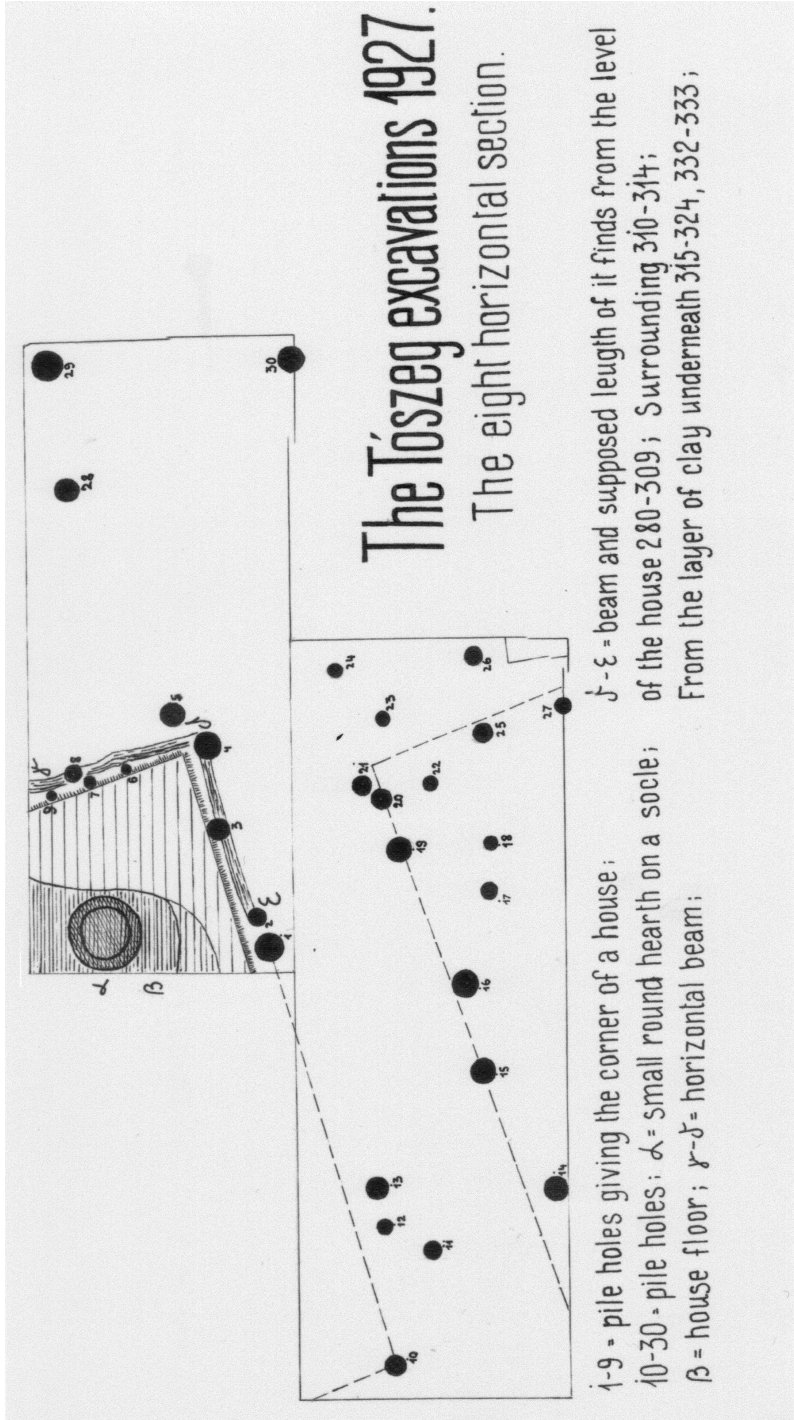 The Tószeg excavations 1927.
The eight horizontal section.
1-9 = pile holes giving the corner of a house;
10-30 = pile holes; α = small round hearth on a socle;
β = house floor; γ-δ = horizontal beam;
δ-ε = beam and supposed leugth of it finds from the level
of the house 280-309; Surrounding 310-314;
From the layer of clay underneath 315-324, 332-333;
29
30
28
5
δ
4
γ
8
9
7
6
3
ε
2
1
α
β
24
26
23
27
25
21
22
20
19
18
17
16
15
14
13
12
11
10